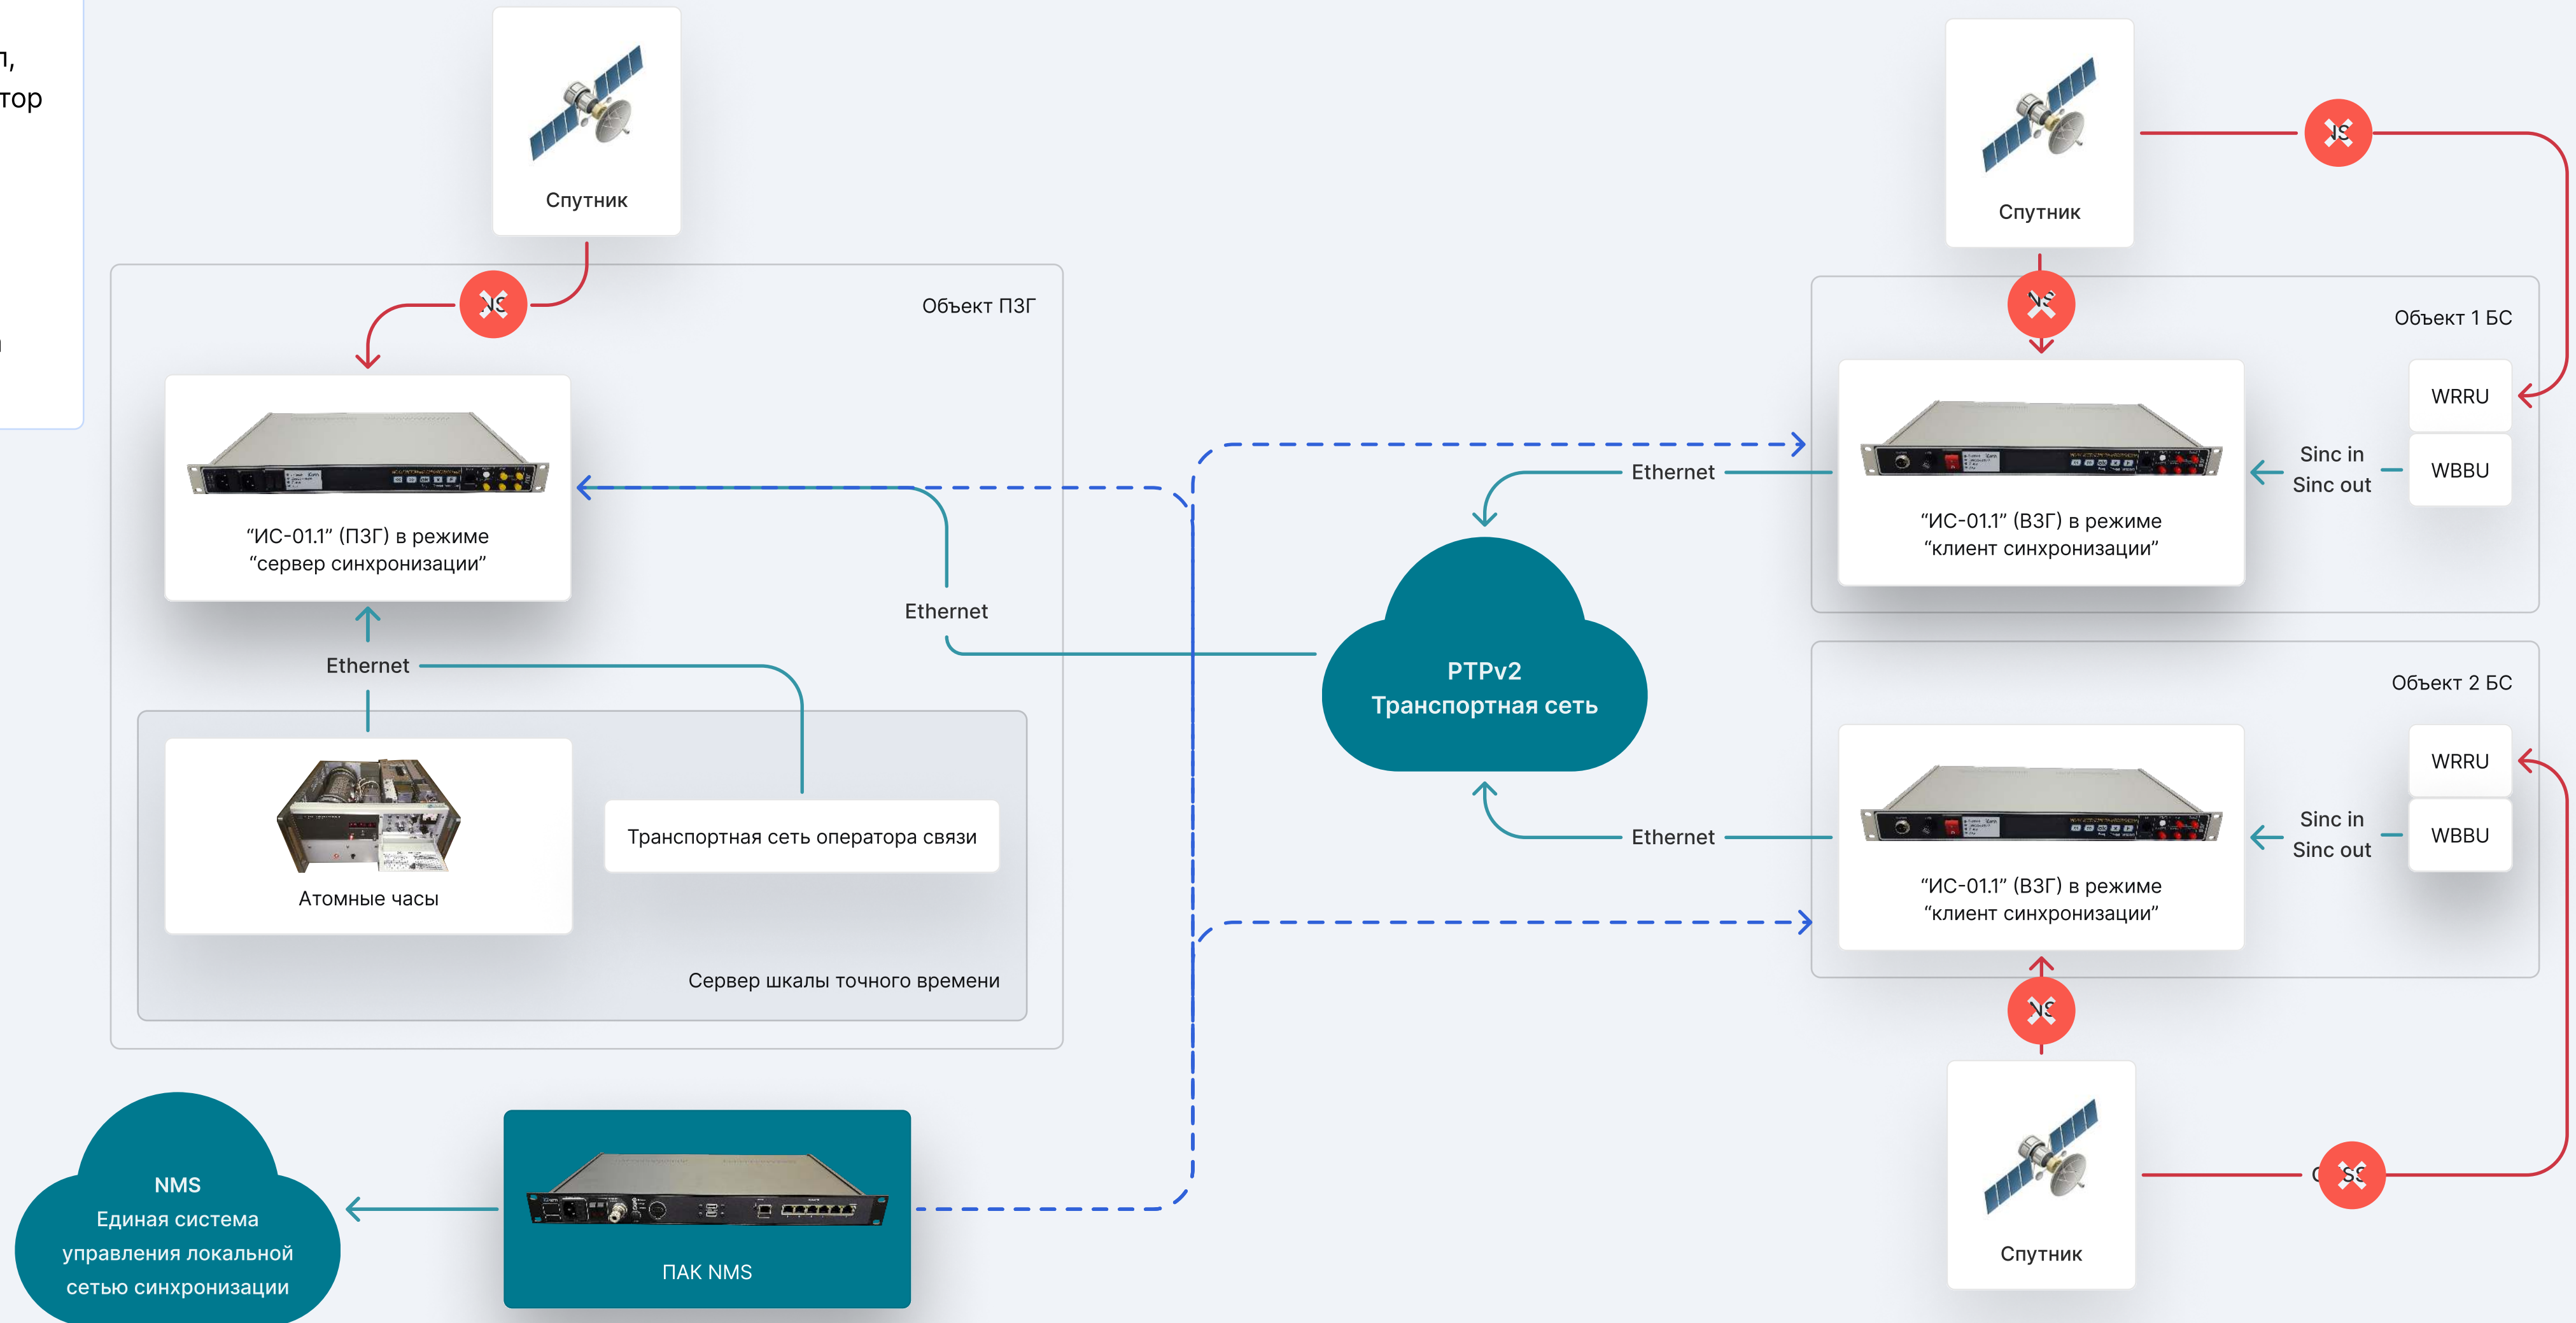 тор
Спутник
Спутник
Объект ПЗГ
Объект 1 БС
“ИС-01.1” (ПЗГ) в режиме
“сервер синхронизации”
“ИС-01.1” (ВЗГ) в режиме
“клиент синхронизации”
Ethernet
Sinc in
Sinc out
WRRU
WBBU
Ethernet
Ethernet
PTPv2
Транспортная сеть
Объект 2 БС
“ИС-01.1” (ВЗГ) в режиме
“клиент синхронизации”
Ethernet
Sinc in
Sinc out
WRRU
WBBU
Атомные часы
Транспортная сеть оператора связи
Сервер шкалы точного времени
NMS
Единая система
управления локальной
сетью синхронизации
ПАК NMS
Спутник